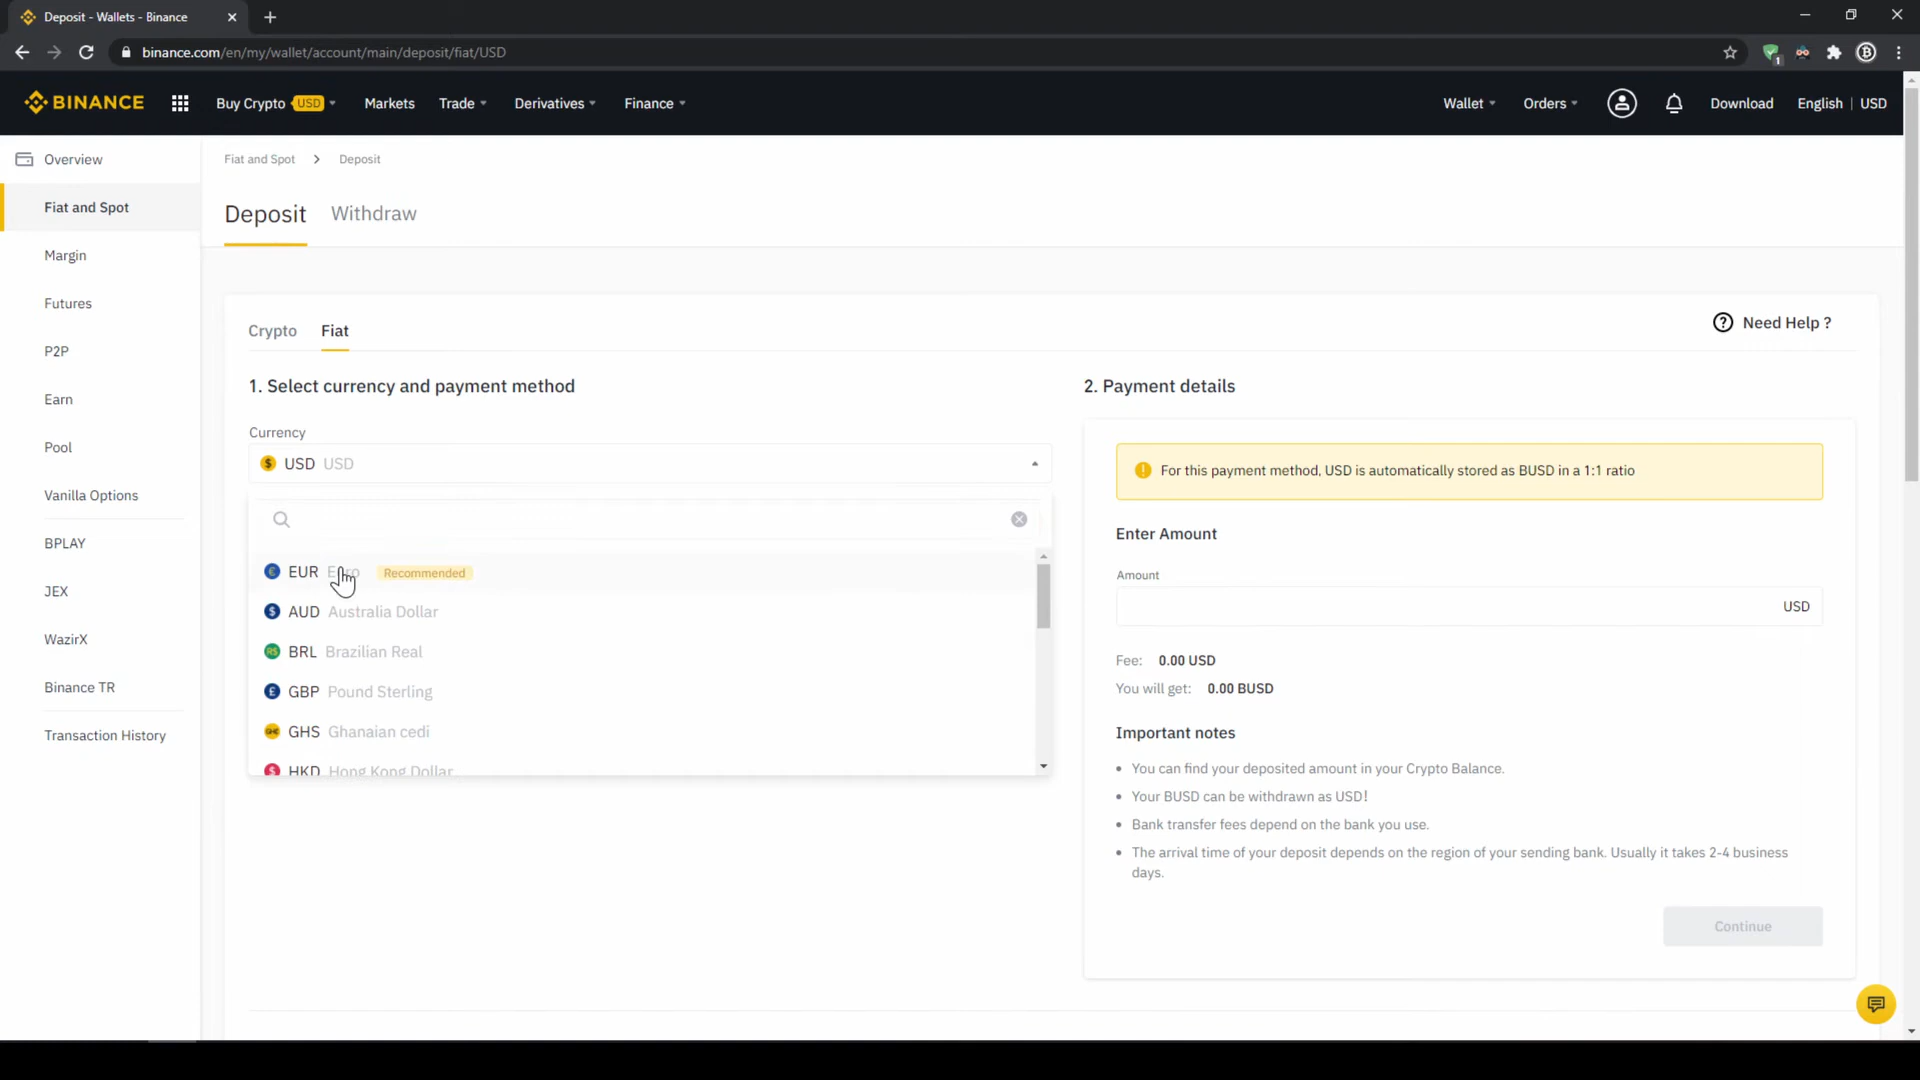 Deposit - Wallets - Binance
binance.com/en/my/wallet/account/main/deposit/fiat/USD
1
BINANCE
Buy Crypto USD
Markets
Trade
Derivatives
Finance
Wallet
Orders
Download
English | USD
Overview
Fiat and Spot
Margin
Futures
P2P
Earn
Pool
Vanilla Options
BPLAY
JEX
WazirX
Binance TR
Transaction History
Fiat and Spot > Deposit
Deposit
Withdraw
Crypto
Fiat
Need Help ?
1. Select currency and payment method
Currency
USD USD
EUR Euro Recommended
AUD Australia Dollar
BRL Brazilian Real
GBP Pound Sterling
GHS Ghanaian cedi
HKD Hong Kong Dollar
2. Payment details
For this payment method, USD is automatically stored as BUSD in a 1:1 ratio
Enter Amount
Amount
USD
Fee: 0.00 USD
You will get: 0.00 BUSD
Important notes
• You can find your deposited amount in your Crypto Balance.
• Your BUSD can be withdrawn as USD!
• Bank transfer fees depend on the bank you use.
• The arrival time of your deposit depends on the region of your sending bank. Usually it takes 2-4 business
days.
Continue